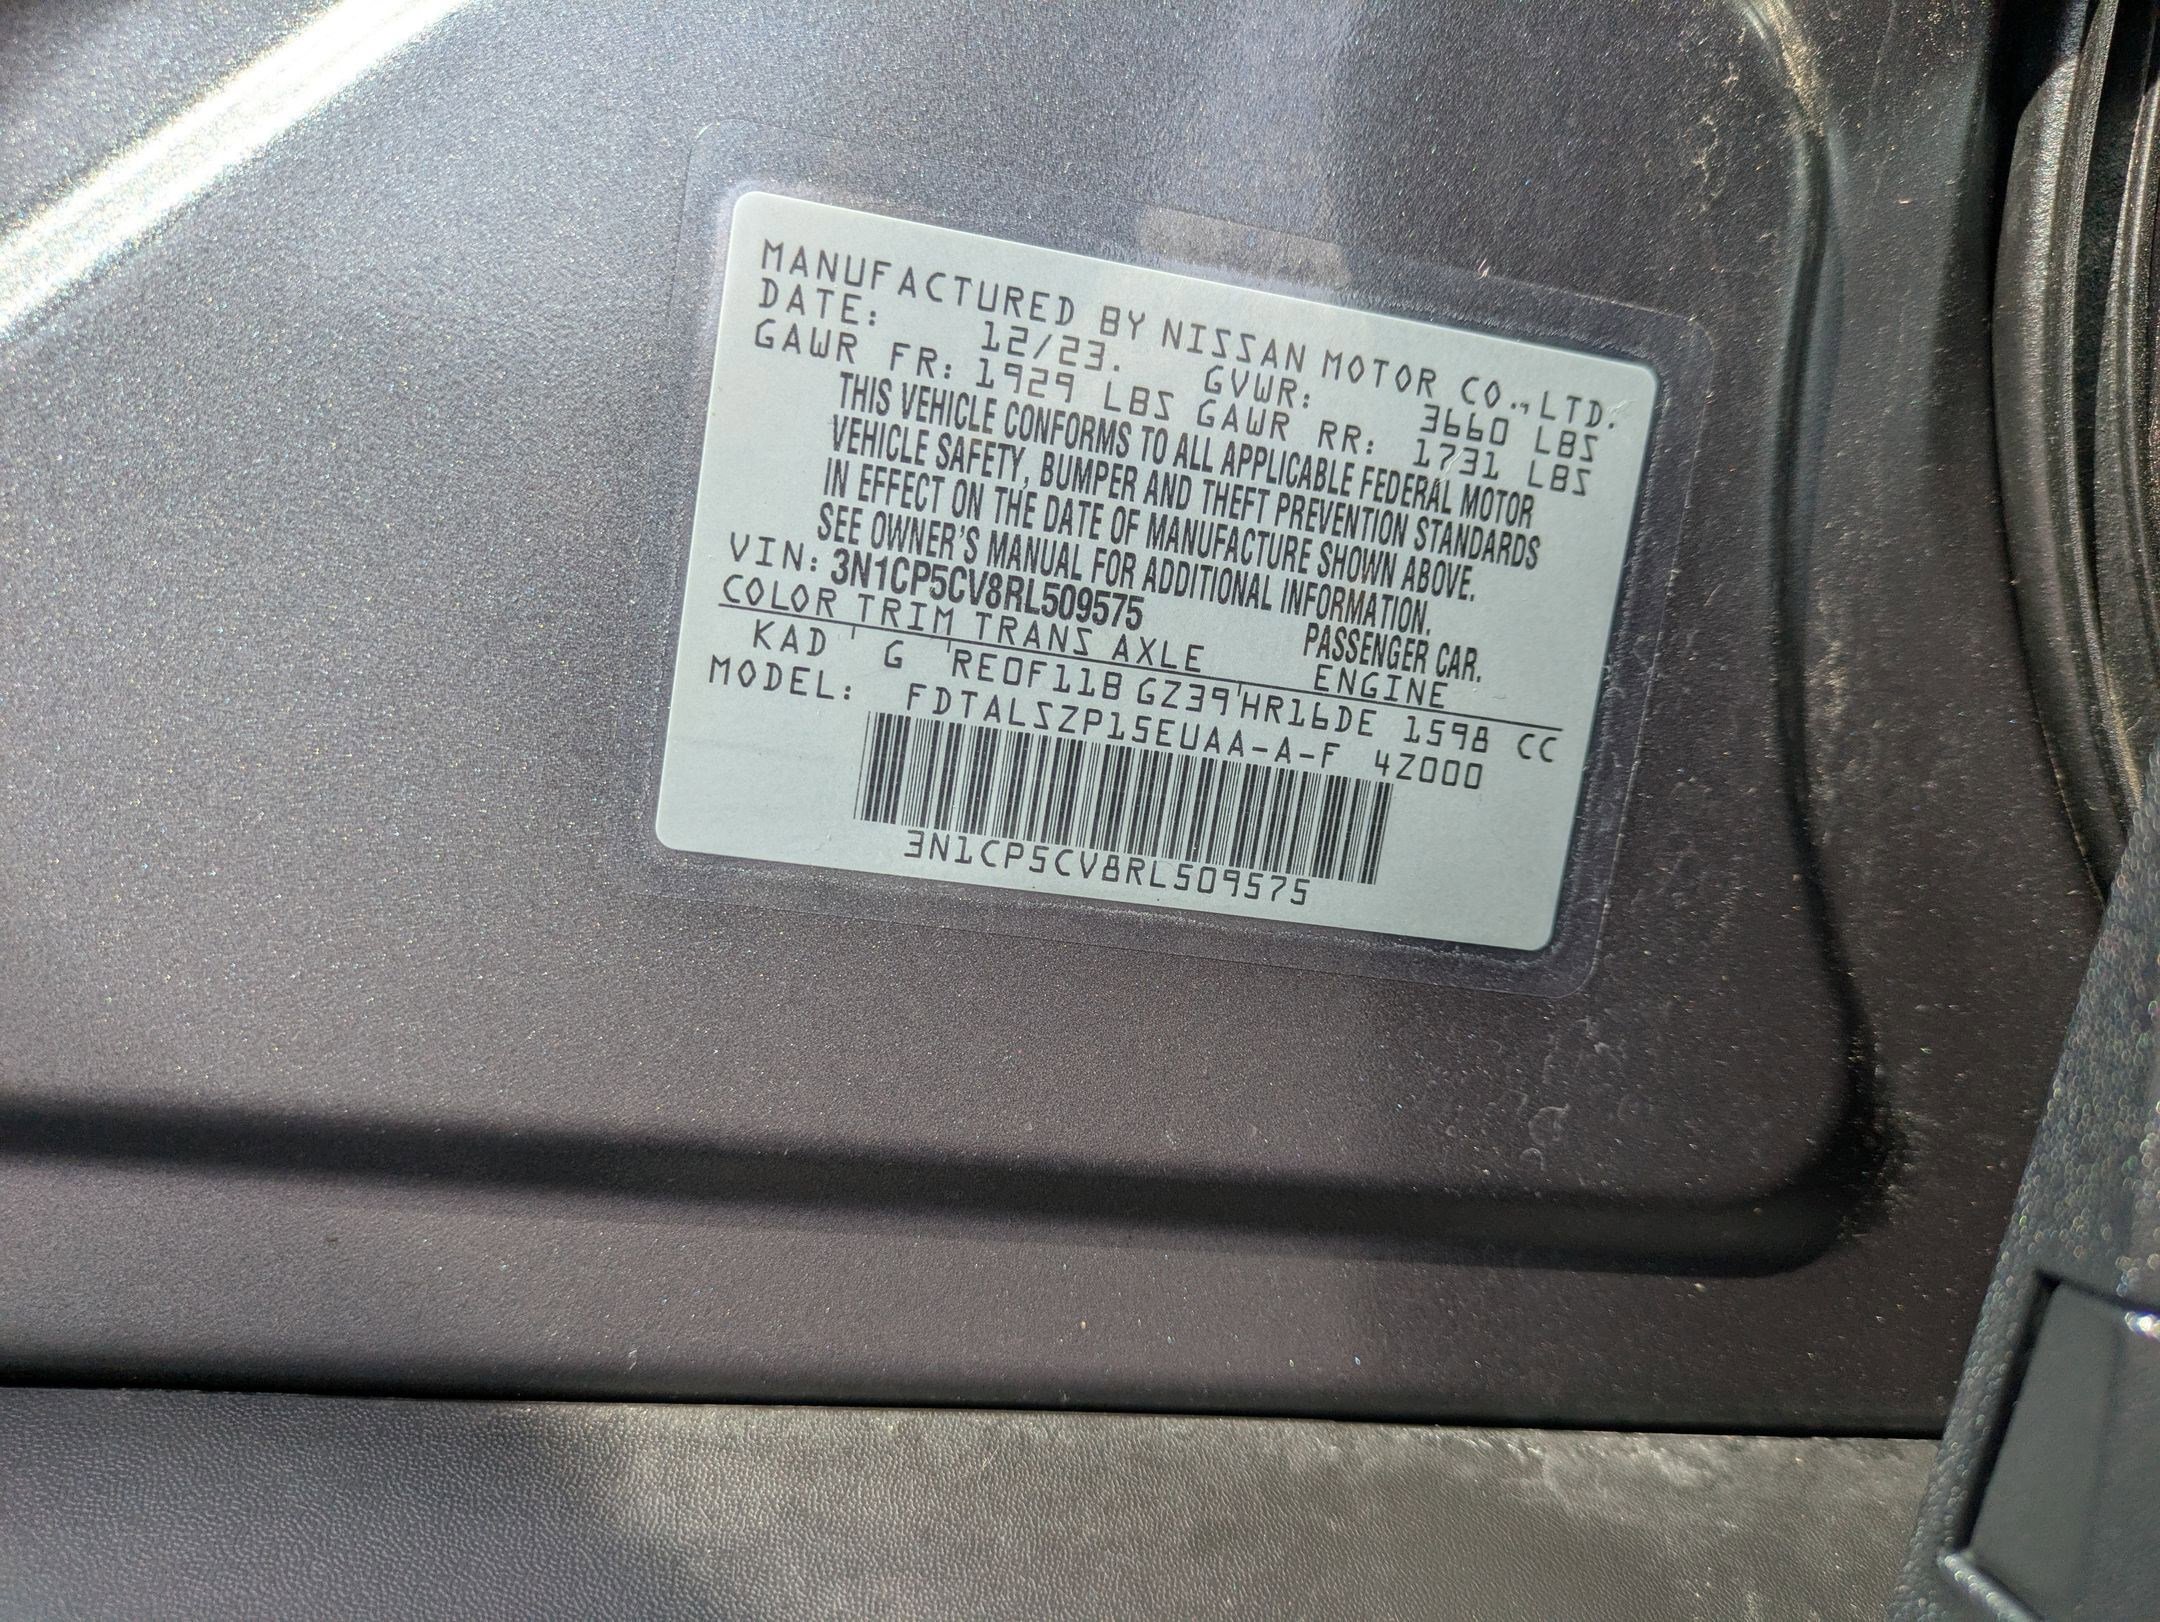 MANUFACTURED BY NISSAN MOTOR CO., LTD.
DATE: 12/23. GVWR: 3660 LBS
GAWR FR: 1929 LBS GAWR RR: 1731 LBS
THIS VEHICLE CONFORMS TO ALL APPLICABLE FEDERAL MOTOR
VEHICLE SAFETY, BUMPER AND THEFT PREVENTION STANDARDS
IN EFFECT ON THE DATE OF MANUFACTURE SHOWN ABOVE.
SEE OWNER'S MANUAL FOR ADDITIONAL INFORMATION.
VIN: 3N1CP5CV8RL509575 PASSENGER CAR.
COLOR TRIM TRANS AXLE ENGINE
KAD G RE0F11B GZ39 HR16DE 1598 CC
MODEL: FDTALSZP15EUAA-A-F 4Z000
3N1CP5CV8RL509575